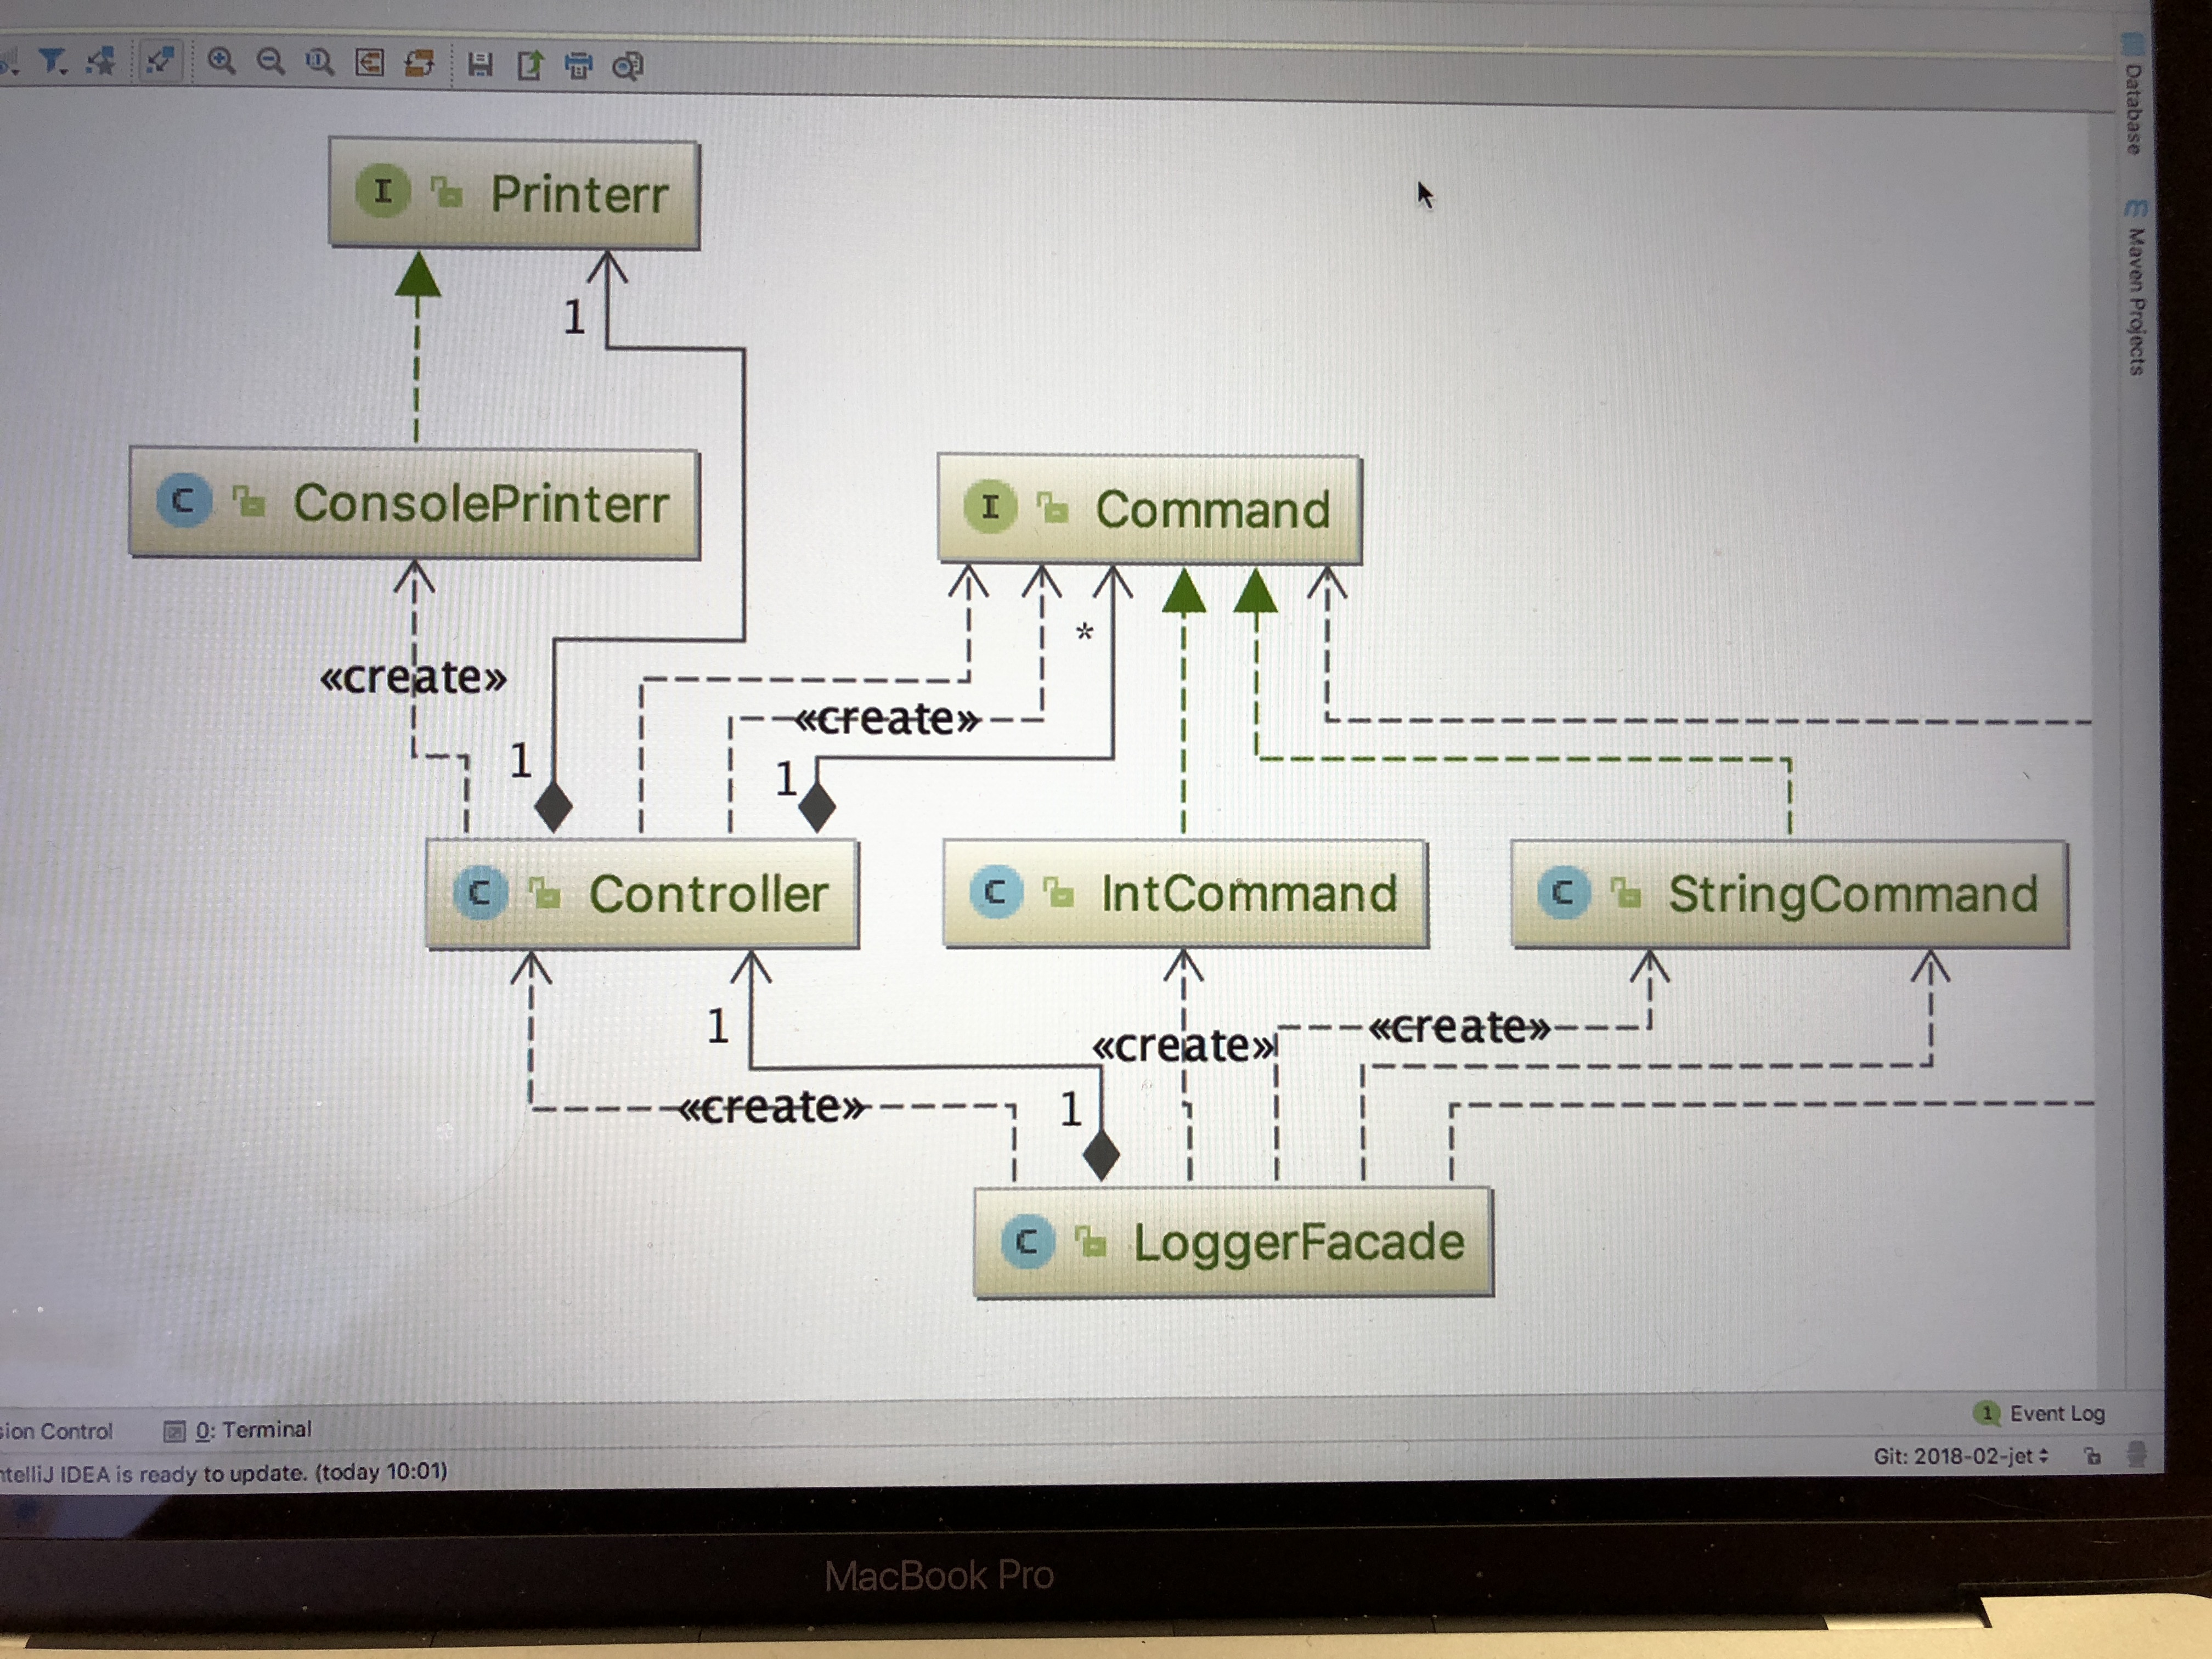 I Printerr
1
C ConsolePrinterr
I Command
*
«create»
«create»
1
1
C Controller
C IntCommand
C StringCommand
1
«create»
«create»
«create»
1
C LoggerFacade
Database
Maven Projects
sion Control
0: Terminal
1 Event Log
ntelliJ IDEA is ready to update. (today 10:01)
Git: 2018-02-jet
MacBook Pro